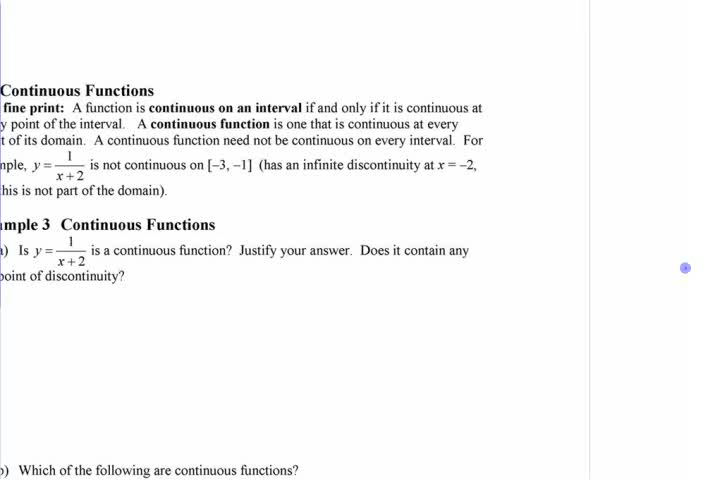 Continuous Functions
fine print: A function is continuous on an interval if and only if it is continuous at
y point of the interval. A continuous function is one that is continuous at every
t of its domain. A continuous function need not be continuous on every interval. For
mple, y = 1/(x+2) is not continuous on [–3, –1] (has an infinite discontinuity at x = –2,
his is not part of the domain).
mple 3 Continuous Functions
) Is y = 1/(x+2) is a continuous function? Justify your answer. Does it contain any
point of discontinuity?
) Which of the following are continuous functions?